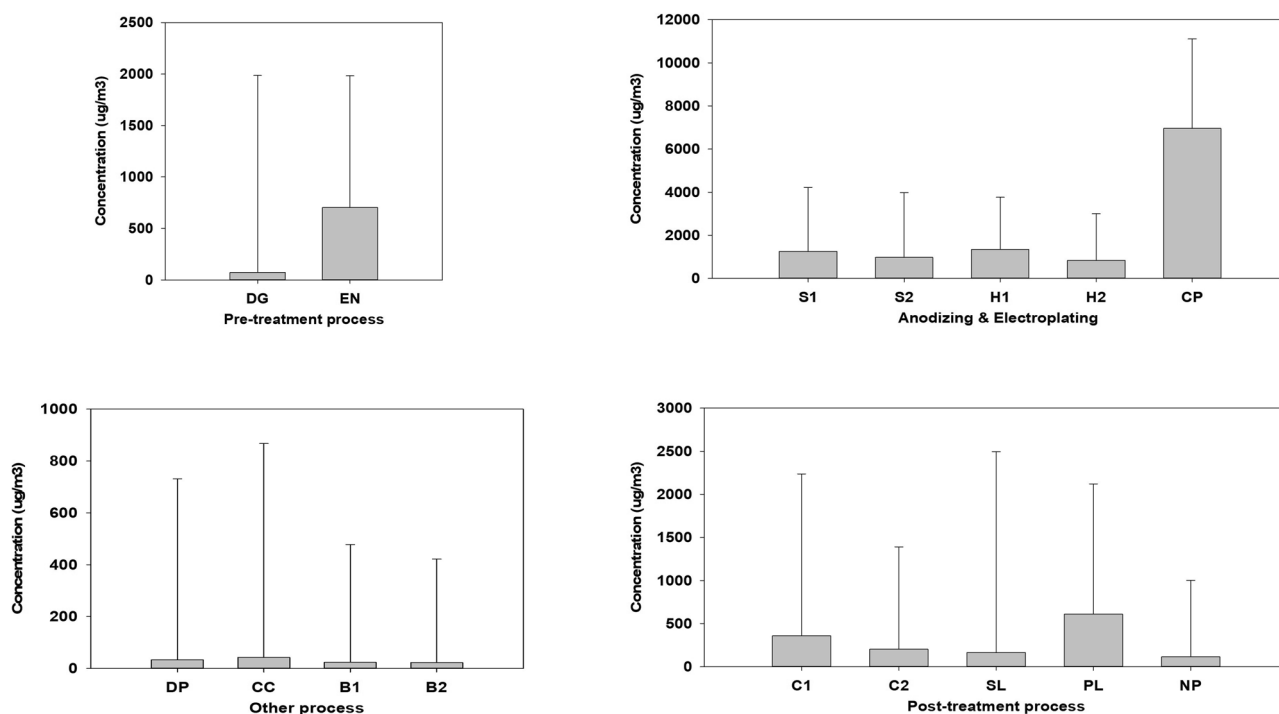 2500
2000
1500
1000
500
0
Concentration (ug/m3)
DG EN
Pre-treatment process
12000
10000
8000
6000
4000
2000
0
Concentration (ug/m3)
S1 S2 H1 H2 CP
Anodizing & Electroplating
1000
800
600
400
200
0
Concentration (ug/m3)
DP CC B1 B2
Other process
3000
2500
2000
1500
1000
500
0
Concentration (ug/m3)
C1 C2 SL PL NP
Post-treatment process